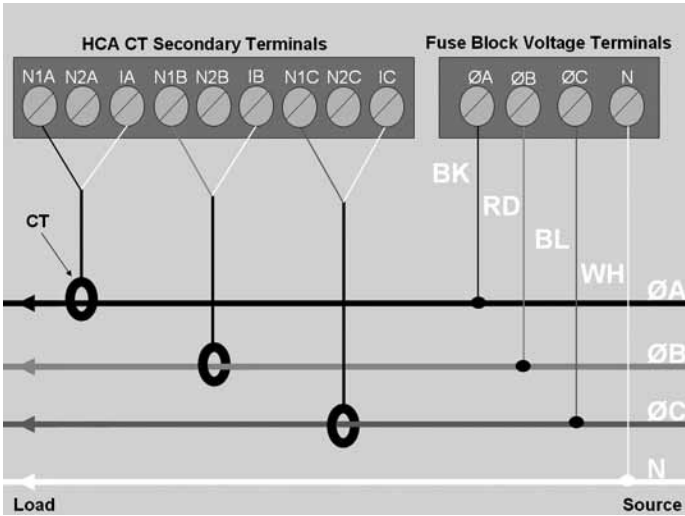 HCA CT Secondary Terminals
Fuse Block Voltage Terminals
N1A N2A IA N1B N2B IB N1C N2C IC
ØA ØB ØC N
BK
RD
BL
WH
CT
ØA
ØB
ØC
N
Load
Source